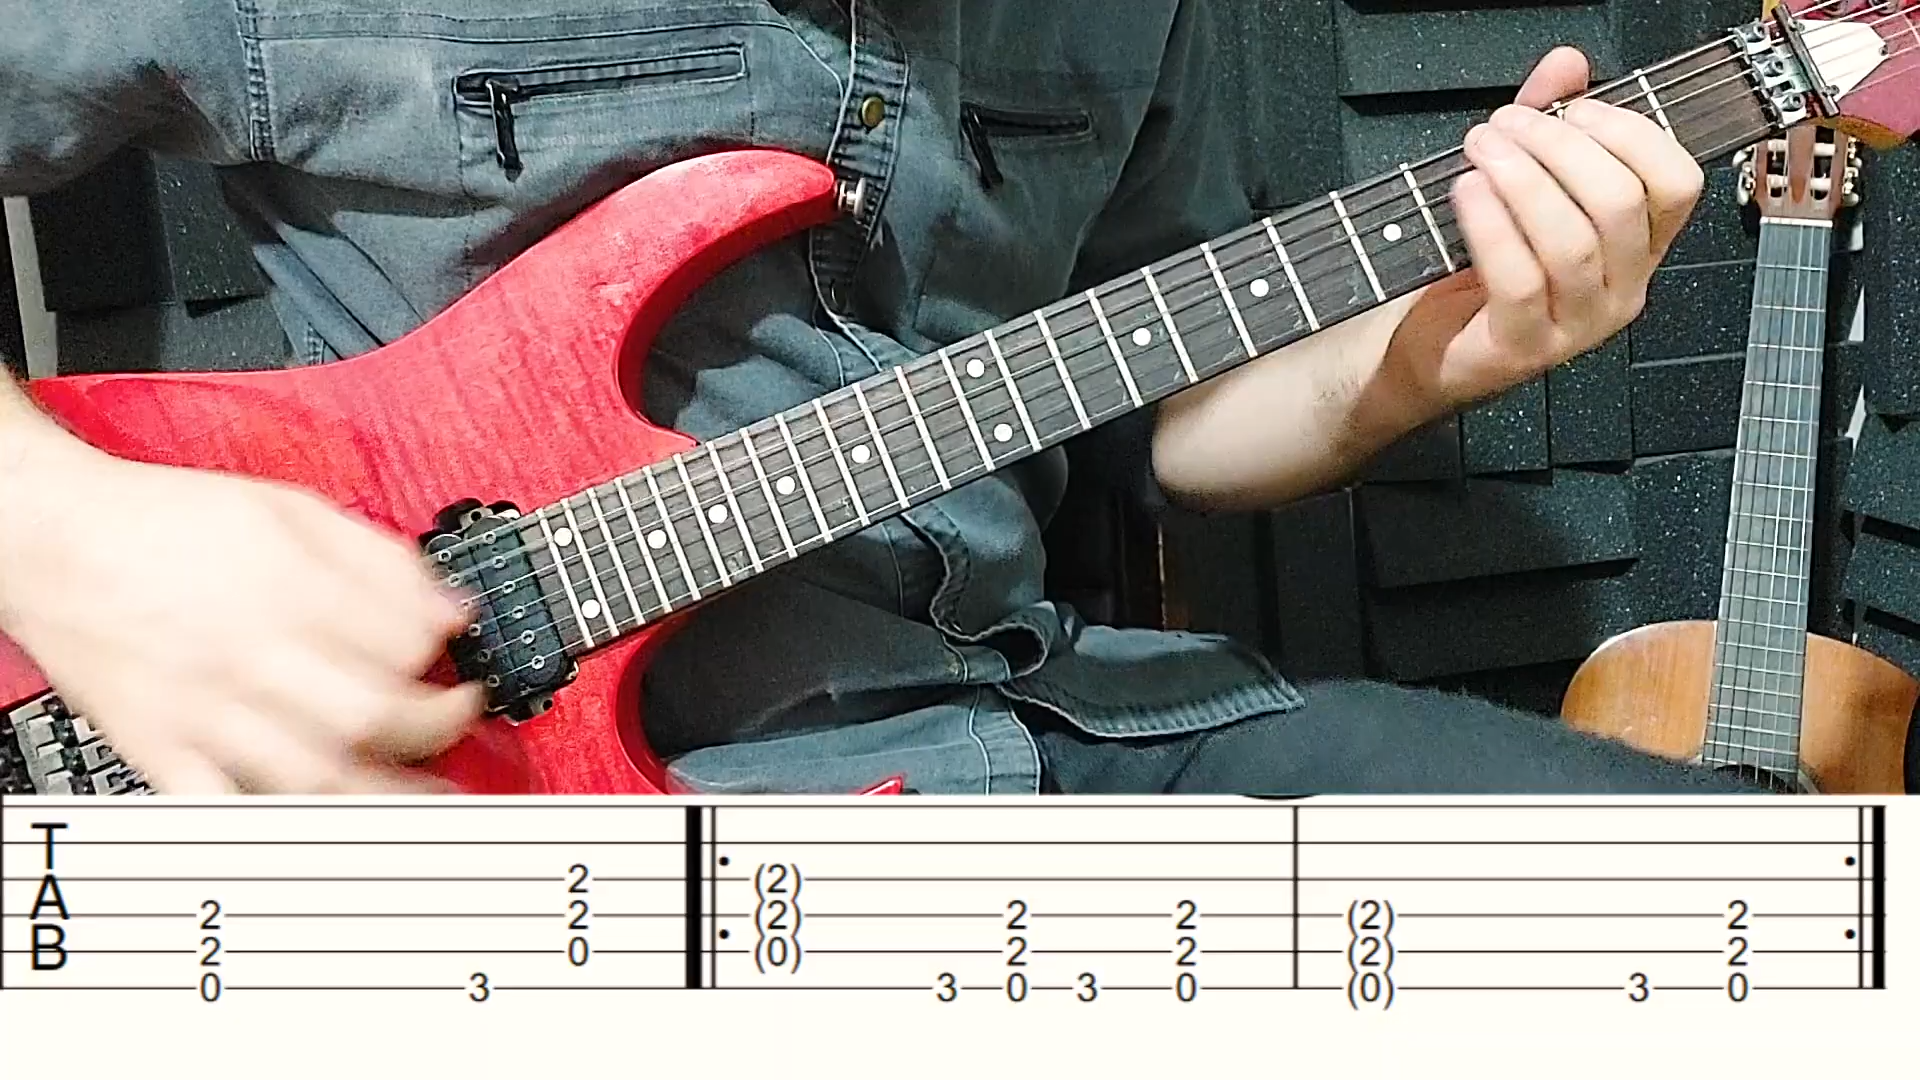 T
A
B
2 (2)
2 2 (2) 2 2 (2) 2
2 0 (0) 2 2 (2) 2
0 3 3 0 3 0 (0) 3 0